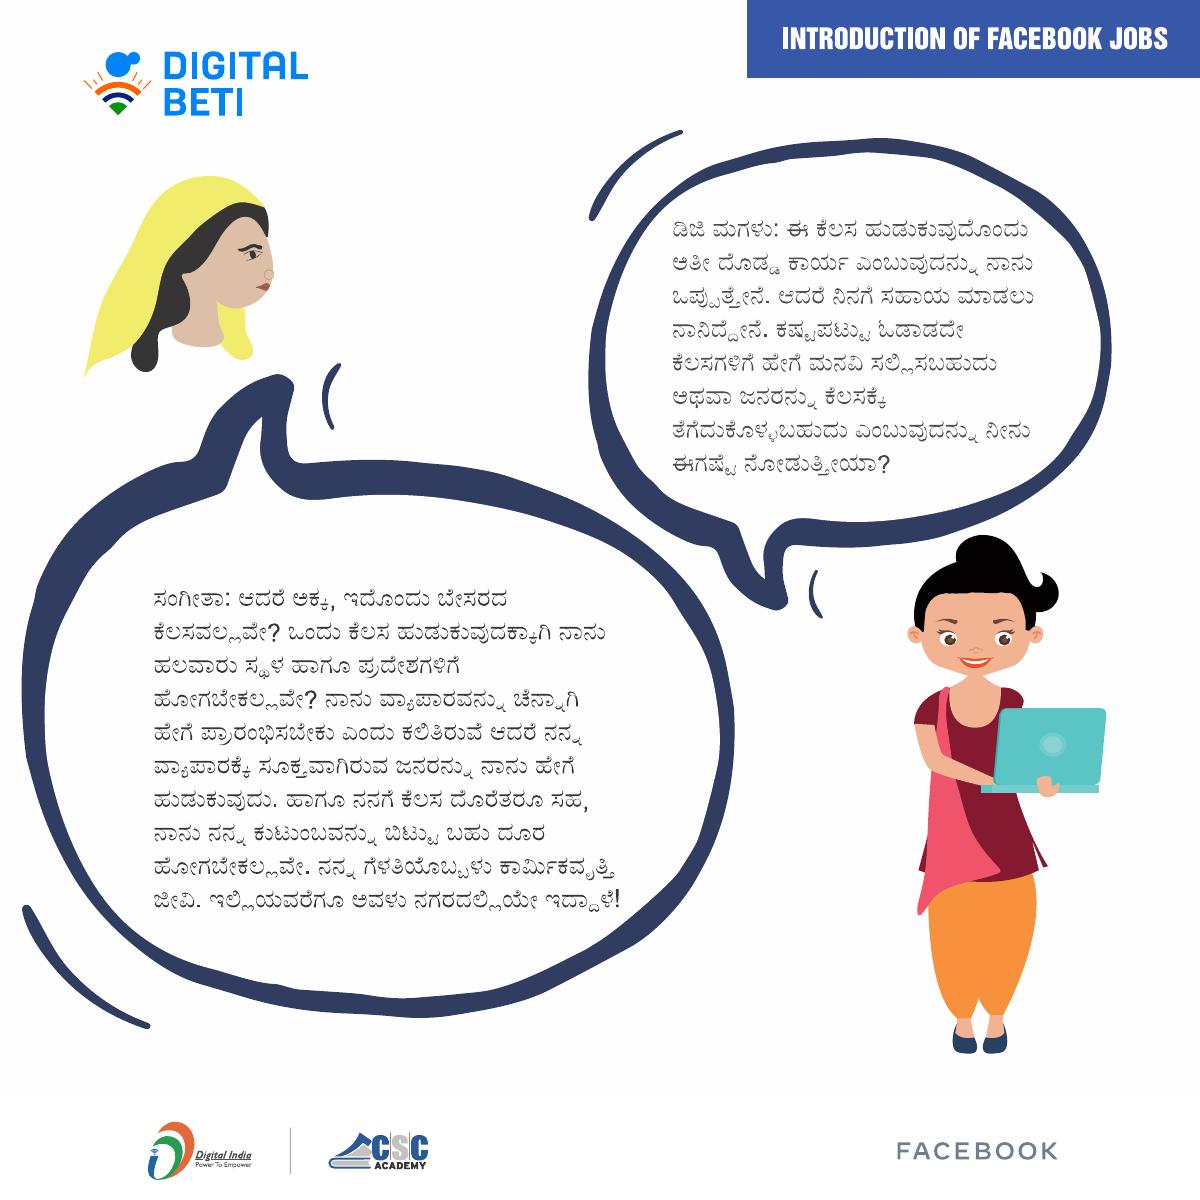 INTRODUCTION OF FACEBOOK JOBS
DIGITAL
BETI
ಸಂಗೀತಾ: ಆದರೆ ಅಕ್ಕ, ಇದೊಂದು ಬೇಸರದ
ಕೆಲಸವಲ್ಲವೇ? ಒಂದು ಕೆಲಸ ಹುಡುಕುವುದಕ್ಕಾಗಿ ನಾನು
ಹಲವಾರು ಸ್ಥಳ ಹಾಗೂ ಪ್ರದೇಶಗಳಿಗೆ
ಹೋಗಬೇಕಲ್ಲವೇ? ನಾನು ವ್ಯಾಪಾರವನ್ನು ಚೆನ್ನಾಗಿ
ಹೇಗೆ ಪ್ರಾರಂಭಿಸಬೇಕು ಎಂದು ಕಲಿತಿರುವೆ ಆದರೆ ನನ್ನ
ವ್ಯಾಪಾರಕ್ಕೆ ಸೂಕ್ತವಾಗಿರುವ ಜನರನ್ನು ನಾನು ಹೇಗೆ
ಹುಡುಕುವುದು. ಹಾಗೂ ನನಗೆ ಕೆಲಸ ದೊರೆತರೂ ಸಹ,
ನಾನು ನನ್ನ ಕುಟುಂಬವನ್ನು ಬಿಟ್ಟು ಬಹು ದೂರ
ಹೋಗಬೇಕಲ್ಲವೇ. ನನ್ನ ಗೆಳತಿಯೊಬ್ಬಳು ಕಾರ್ಮಿಕವೃತ್ತಿ
ಜೀವಿ. ಇಲ್ಲಿಯವರೆಗೂ ಅವಳು ನಗರದಲ್ಲಿಯೇ ಇದ್ದಾಳೆ!
ಡಿಜಿ ಮಗಳು: ಈ ಕೆಲಸ ಹುಡುಕುವುದೊಂದು
ಅತೀ ದೊಡ್ಡ ಕಾರ್ಯ ಎಂಬುವುದನ್ನು ನಾನು
ಒಪ್ಪುತ್ತೇನೆ. ಆದರೆ ನಿನಗೆ ಸಹಾಯ ಮಾಡಲು
ನಾನಿದ್ದೇನೆ. ಕಷ್ಟಪಟ್ಟು ಓಡಾಡದೇ
ಕೆಲಸಗಳಿಗೆ ಹೇಗೆ ಮನವಿ ಸಲ್ಲಿಸಬಹುದು
ಅಥವಾ ಜನರನ್ನು ಕೆಲಸಕ್ಕೆ
ತೆಗೆದುಕೊಳ್ಳಬಹುದು ಎಂಬುವುದನ್ನು ನೀನು
ಈಗಷ್ಟೆ ನೋಡುತ್ತೀಯಾ?
Digital India
Power To Empower
CSC
ACADEMY
FACEBOOK